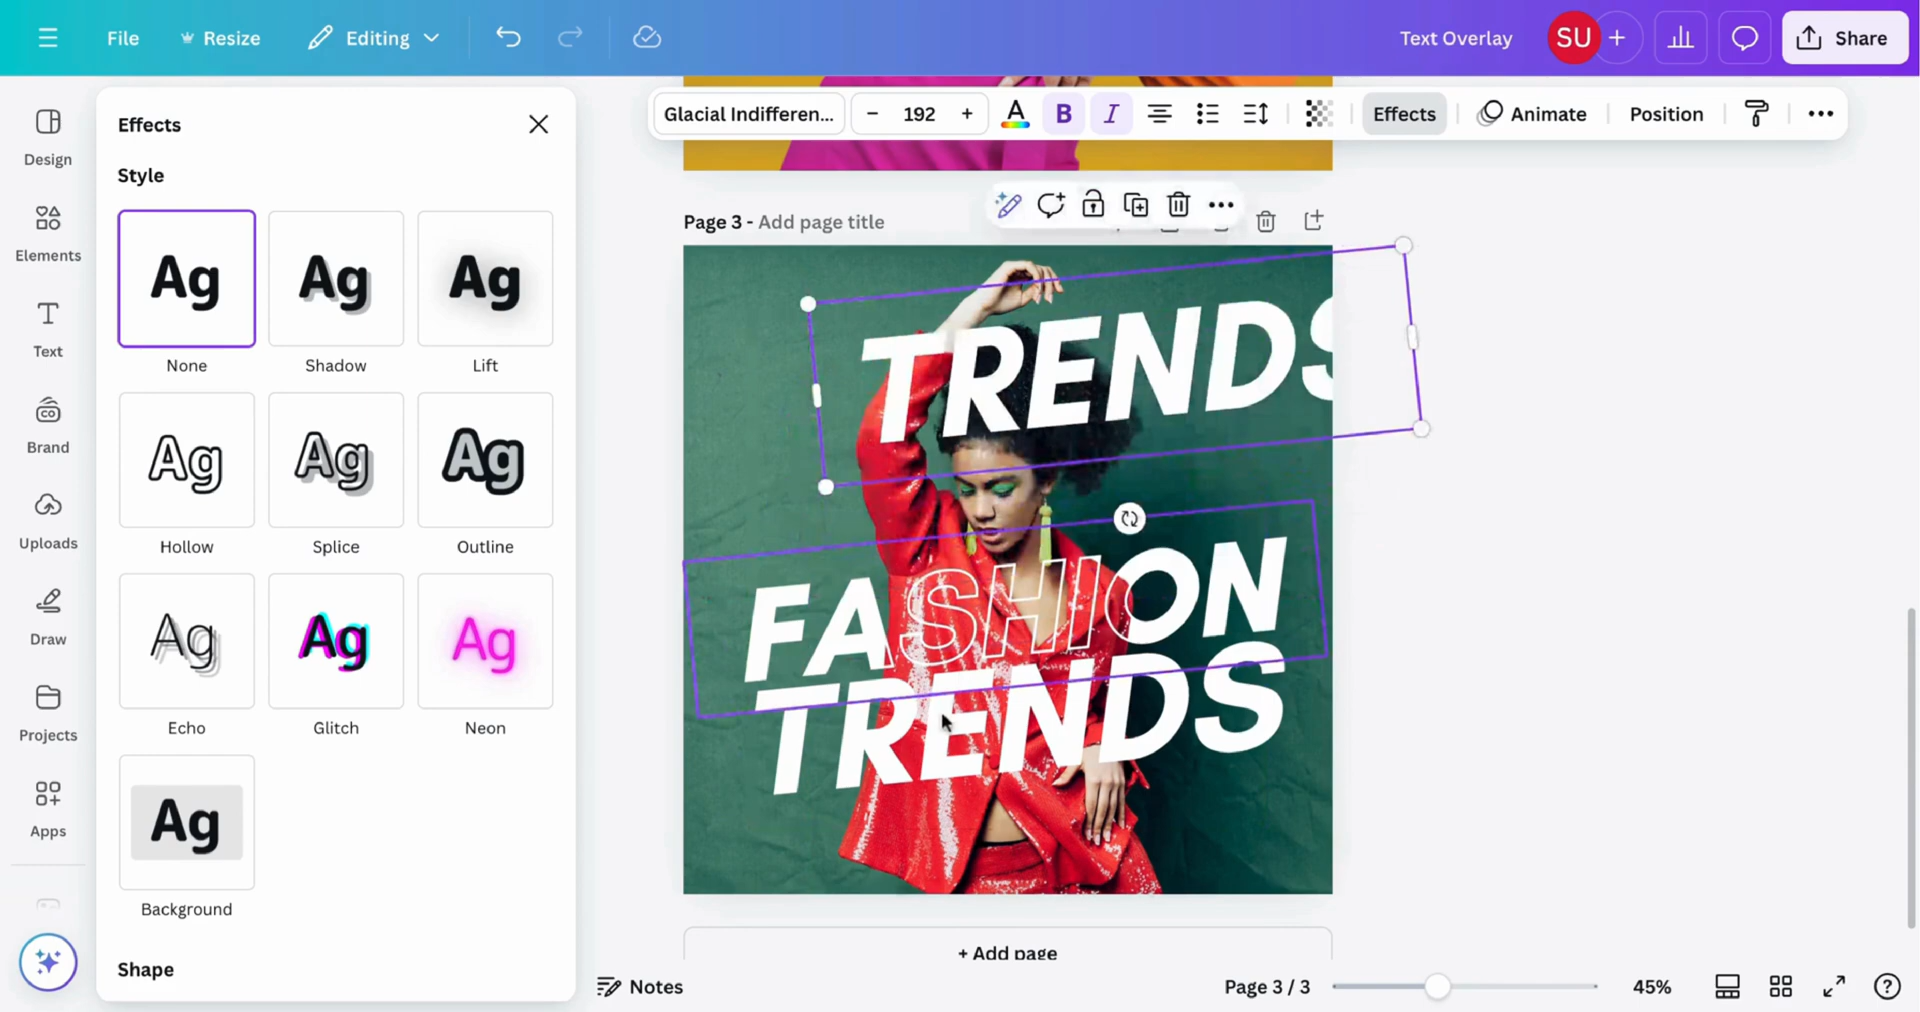 File
Resize
Editing
Text Overlay
SU
+
Share
Design
Elements
Text
Brand
Uploads
Draw
Projects
Apps
Effects
Style
Ag
None
Ag
Shadow
Ag
Lift
Ag
Hollow
Ag
Splice
Ag
Outline
Ag
Echo
Ag
Glitch
Ag
Neon
Ag
Background
Shape
Glacial Indifferen...
− 192 +
A
B
I
Effects
Animate
Position
Page 3 - Add page title
TRENDS
FASHION
TRENDS
+ Add page
Notes
Page 3 / 3
45%
?